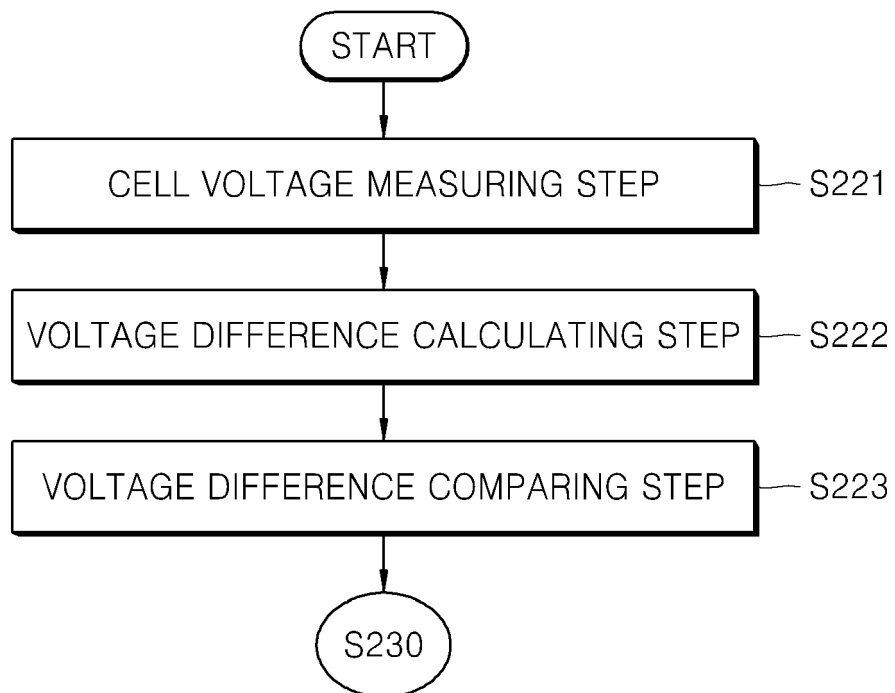 START
CELL VOLTAGE MEASURING STEP
S221
VOLTAGE DIFFERENCE CALCULATING STEP
S222
VOLTAGE DIFFERENCE COMPARING STEP
S223
S230